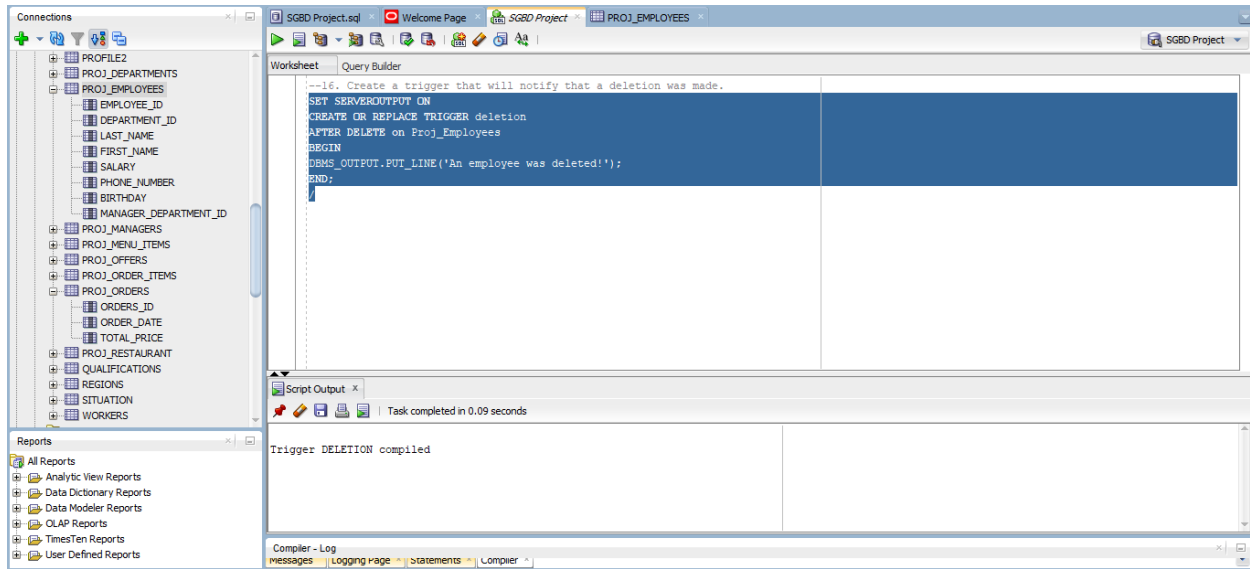 Connections
SGBD Project.sql
Welcome Page
SGBD Project
PROJ_EMPLOYEES
SGBD Project
Worksheet
Query Builder
PROFILE2
PROJ_DEPARTMENTS
PROJ_EMPLOYEES
EMPLOYEE_ID
DEPARTMENT_ID
LAST_NAME
FIRST_NAME
SALARY
PHONE_NUMBER
BIRTHDAY
MANAGER_DEPARTMENT_ID
PROJ_MANAGERS
PROJ_MENU_ITEMS
PROJ_OFFERS
PROJ_ORDER_ITEMS
PROJ_ORDERS
ORDERS_ID
ORDER_DATE
TOTAL_PRICE
PROJ_RESTAURANT
QUALIFICATIONS
REGIONS
SITUATION
WORKERS
--16. Create a trigger that will notify that a deletion was made.
SET SERVEROUTPUT ON
CREATE OR REPLACE TRIGGER deletion
AFTER DELETE on Proj_Employees
BEGIN
DBMS_OUTPUT.PUT_LINE('An employee was deleted!');
END;
/
Script Output
Task completed in 0.09 seconds
Trigger DELETION compiled
Reports
All Reports
Analytic View Reports
Data Dictionary Reports
Data Modeler Reports
OLAP Reports
TimesTen Reports
User Defined Reports
Compiler - Log
Messages
Logging Page
Statements
Compiler